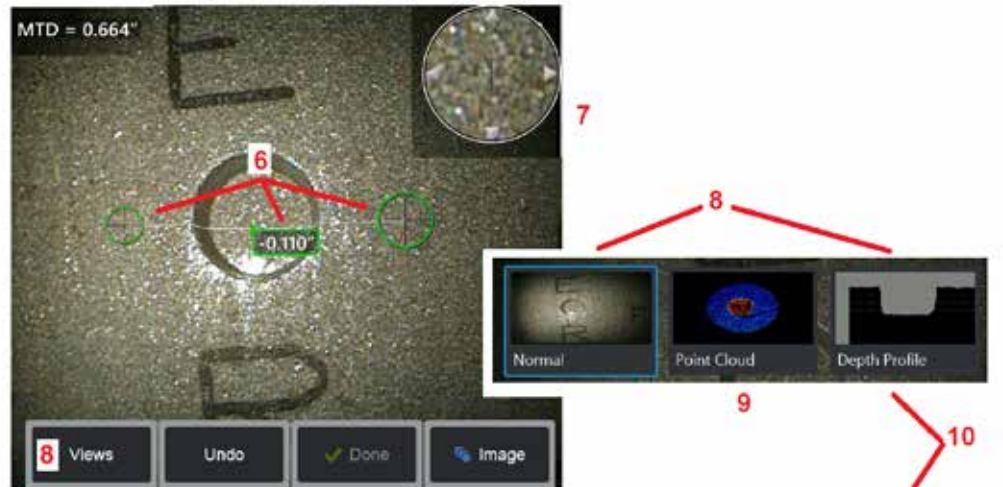 MTD = 0.664"
E
7
6
-0.110"
8
Normal
Point Cloud
Depth Profile
9
10
8 Views
Undo
Done
Image